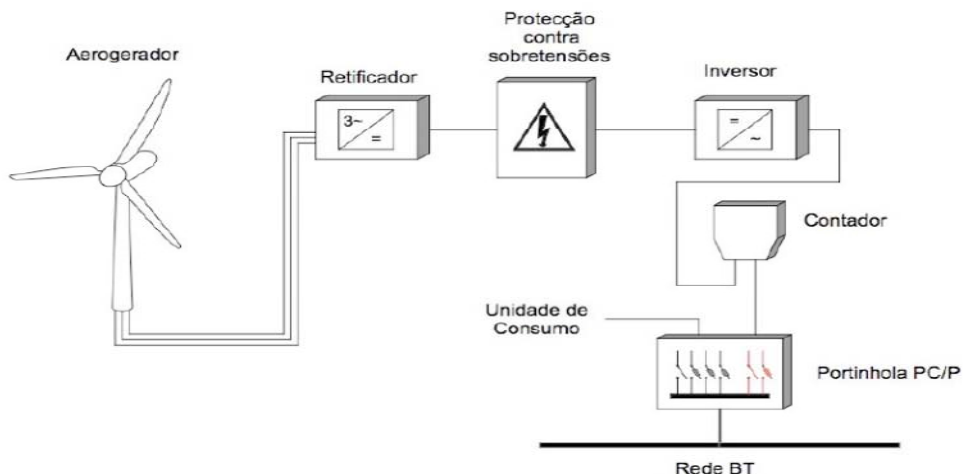 Aerogerador
Retificador
3~
=
Protecção
contra
sobretensões
Inversor
=
~
Contador
Unidade de
Consumo
Portinhola PC/P
Rede BT